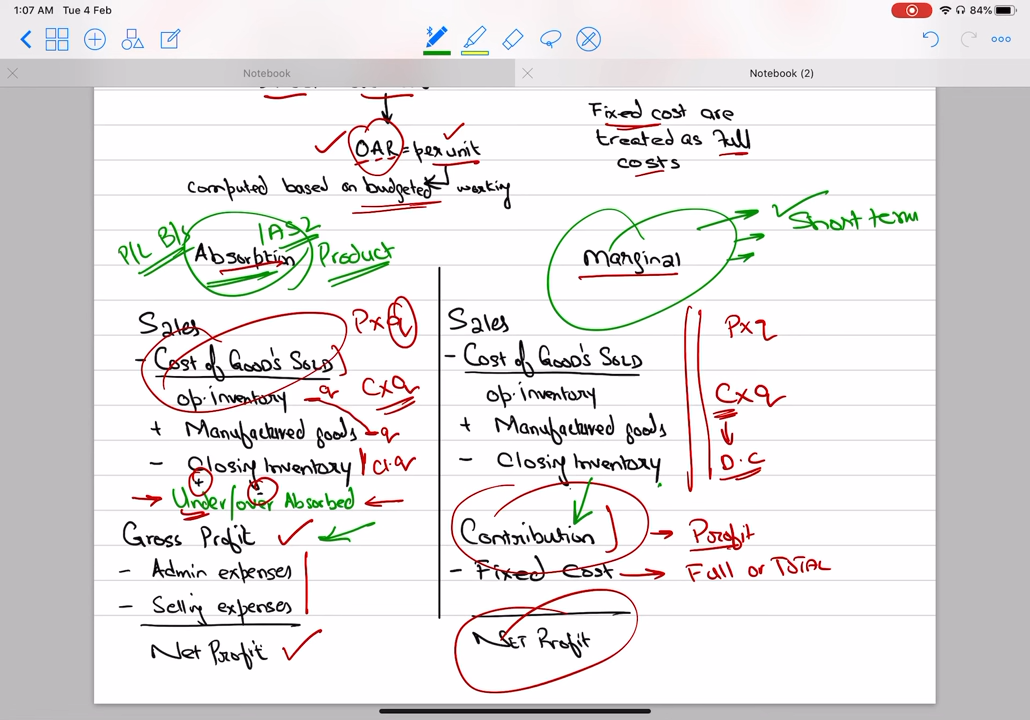 1:07 AM Tue 4 Feb
84%
Notebook
Notebook (2)
OAR = per unit
computed based on budgeted working
Fixed cost are
treated as Full
costs
P/L B/s
Absorption
IAS2
Product
Marginal
Short term
Sales
P x q
- Cost of Good's Sold
op. inventory - q
C x q
+ Manufactured goods - q
- Closing Inventory
Cl. q
+ -
Under/over Absorbed
Gross Profit
- Admin expenses
- Selling expenses
Net Profit
Sales
P x q
- Cost of Good's Sold
op. inventory
C x q
+ Manufactured goods
- Closing Inventory
D.C
Contribution
Profit
- Fixed Cost
Full or TOTAL
NET Profit